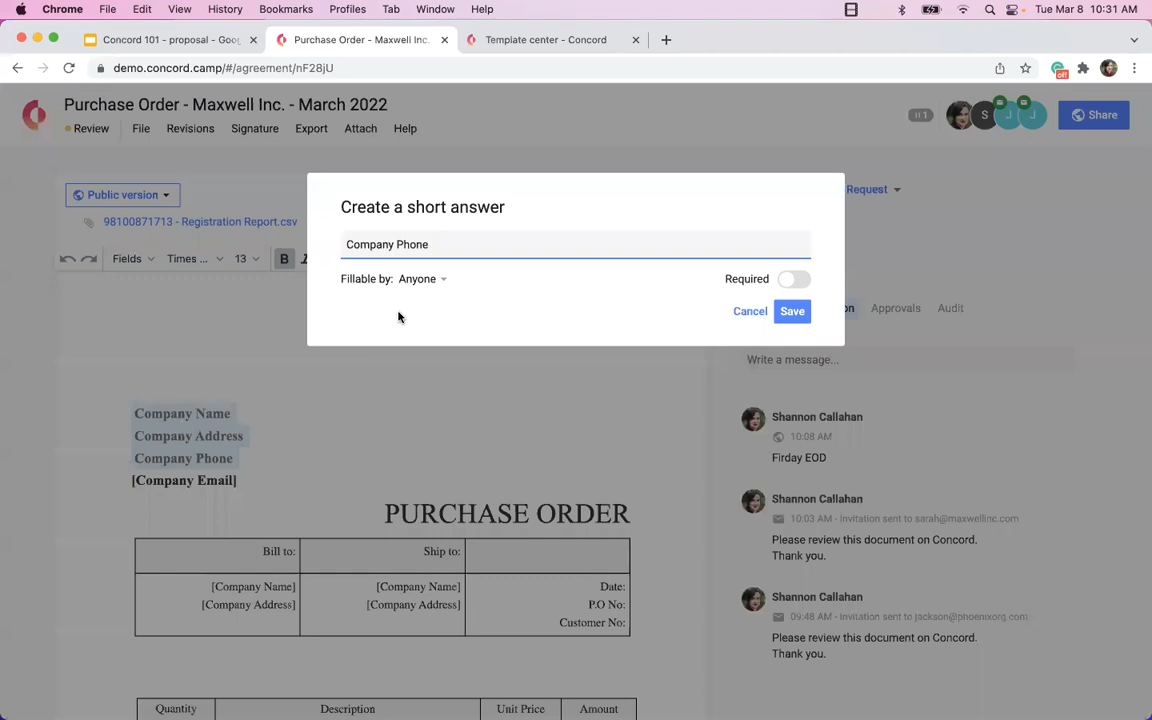 Chrome File Edit View History Bookmarks Profiles Tab Window Help Tue Mar 8 10:31 AM
Concord 101 - proposal - Goo Purchase Order - Maxwell Inc. Template center - Concord
demo.concord.camp/#/agreement/nF28jU off
Purchase Order - Maxwell Inc. - March 2022
1 S J J Share
Review File Revisions Signature Export Attach Help
Public version
Request
98100871713 - Registration Report.csv
Fields Times ... 13 B I
Create a short answer
Company Phone
Fillable by: Anyone Required
Cancel Save
on Approvals Audit
Write a message...
Company Name
Company Address
Company Phone
[Company Email]
PURCHASE ORDER
Bill to: Ship to:
[Company Name] [Company Name] Date:
[Company Address] [Company Address] P.O No:
Customer No:
Quantity Description Unit Price Amount
Shannon Callahan
10:08 AM
Firday EOD
Shannon Callahan
10:03 AM - Invitation sent to sarah@maxwellinc.com
Please review this document on Concord.
Thank you.
Shannon Callahan
09:48 AM - Invitation sent to jackson@phoenixorg.com
Please review this document on Concord.
Thank you.